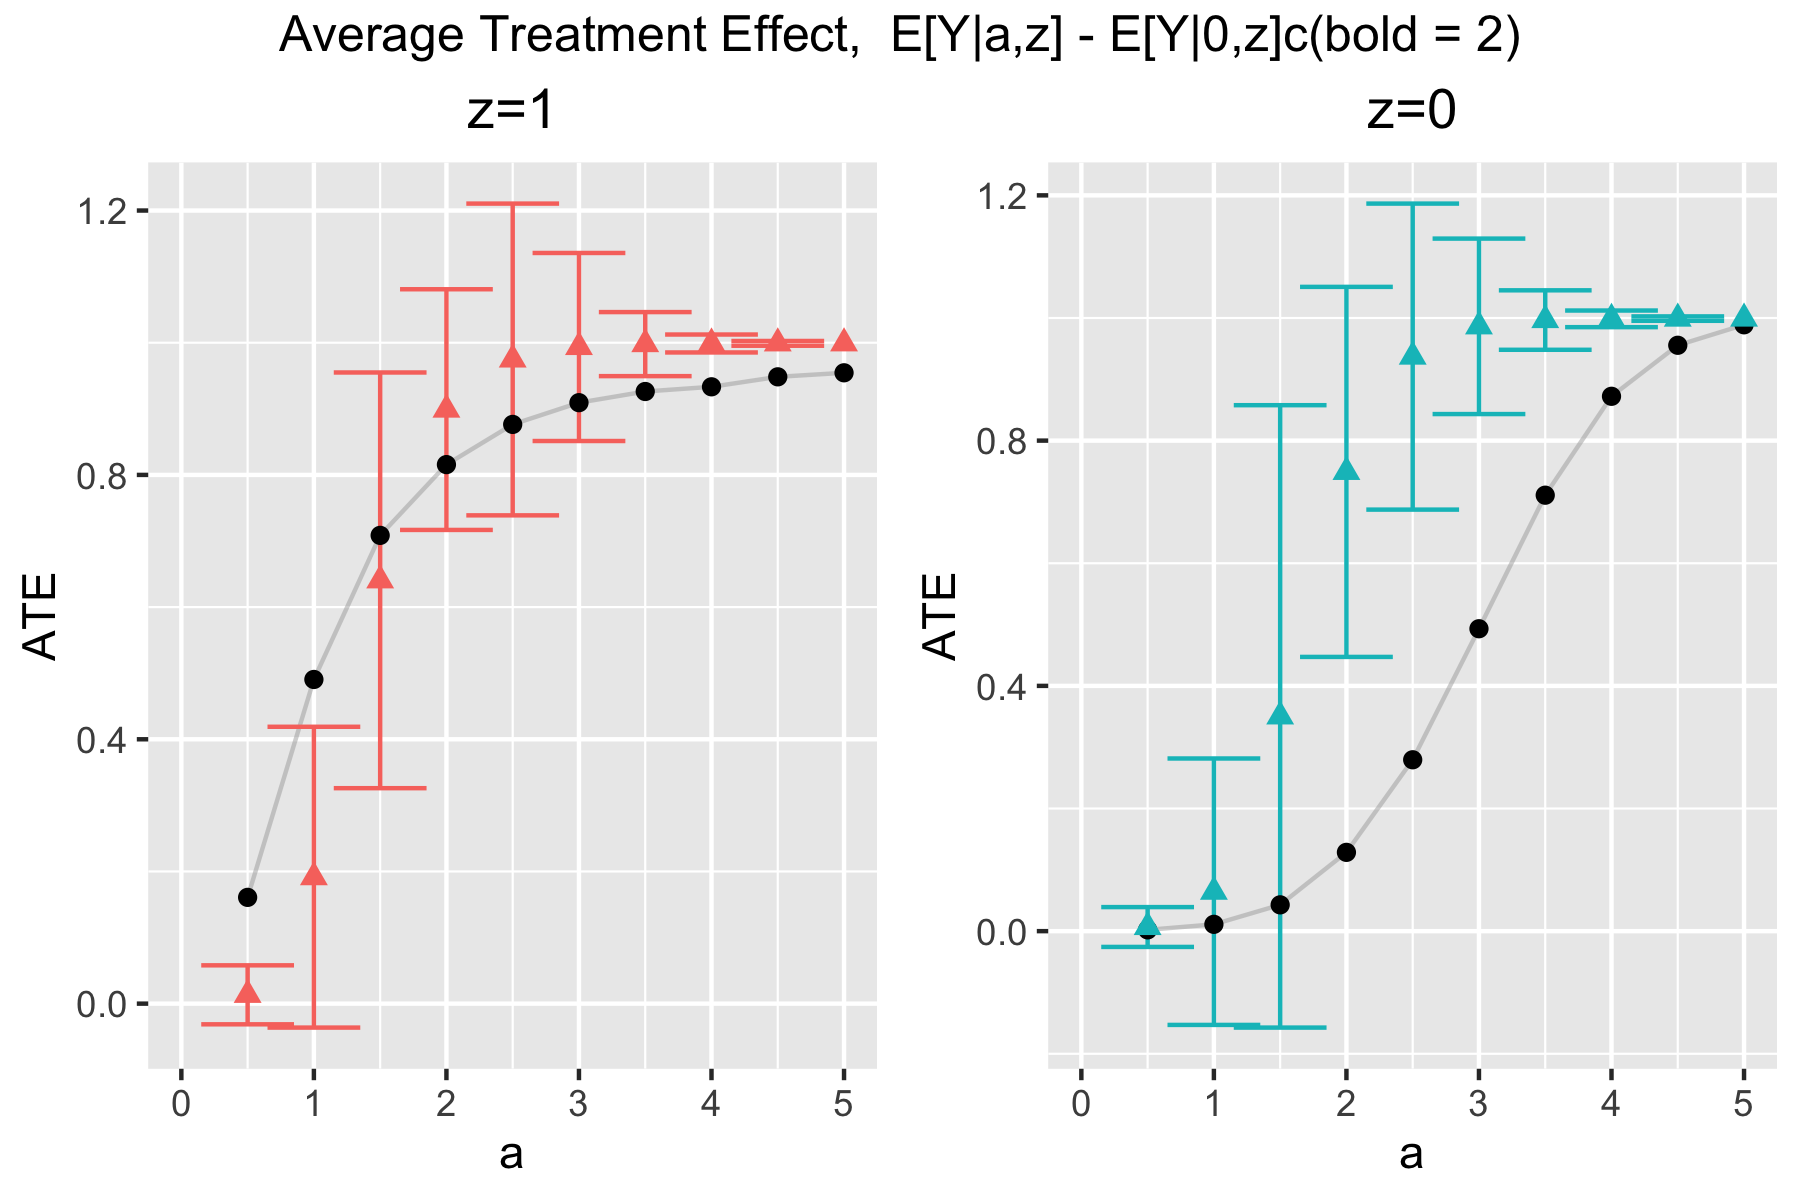 Average Treatment Effect,  E[Y|a,z] - E[Y|0,z]c(bold = 2)
z=1
1.2
0.8
0.4
0.0
ATE
0 1 2 3 4 5
a
z=0
1.2
0.8
0.4
0.0
ATE
0 1 2 3 4 5
a